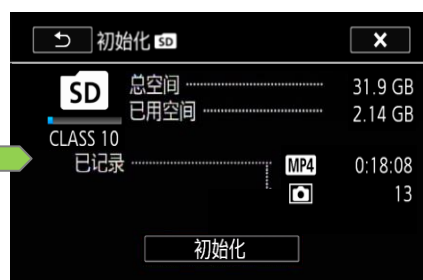 初始化 SD
SD
总空间 31.9 GB
已用空间 2.14 GB
CLASS 10
已记录 MP4 0:18:08
13
初始化